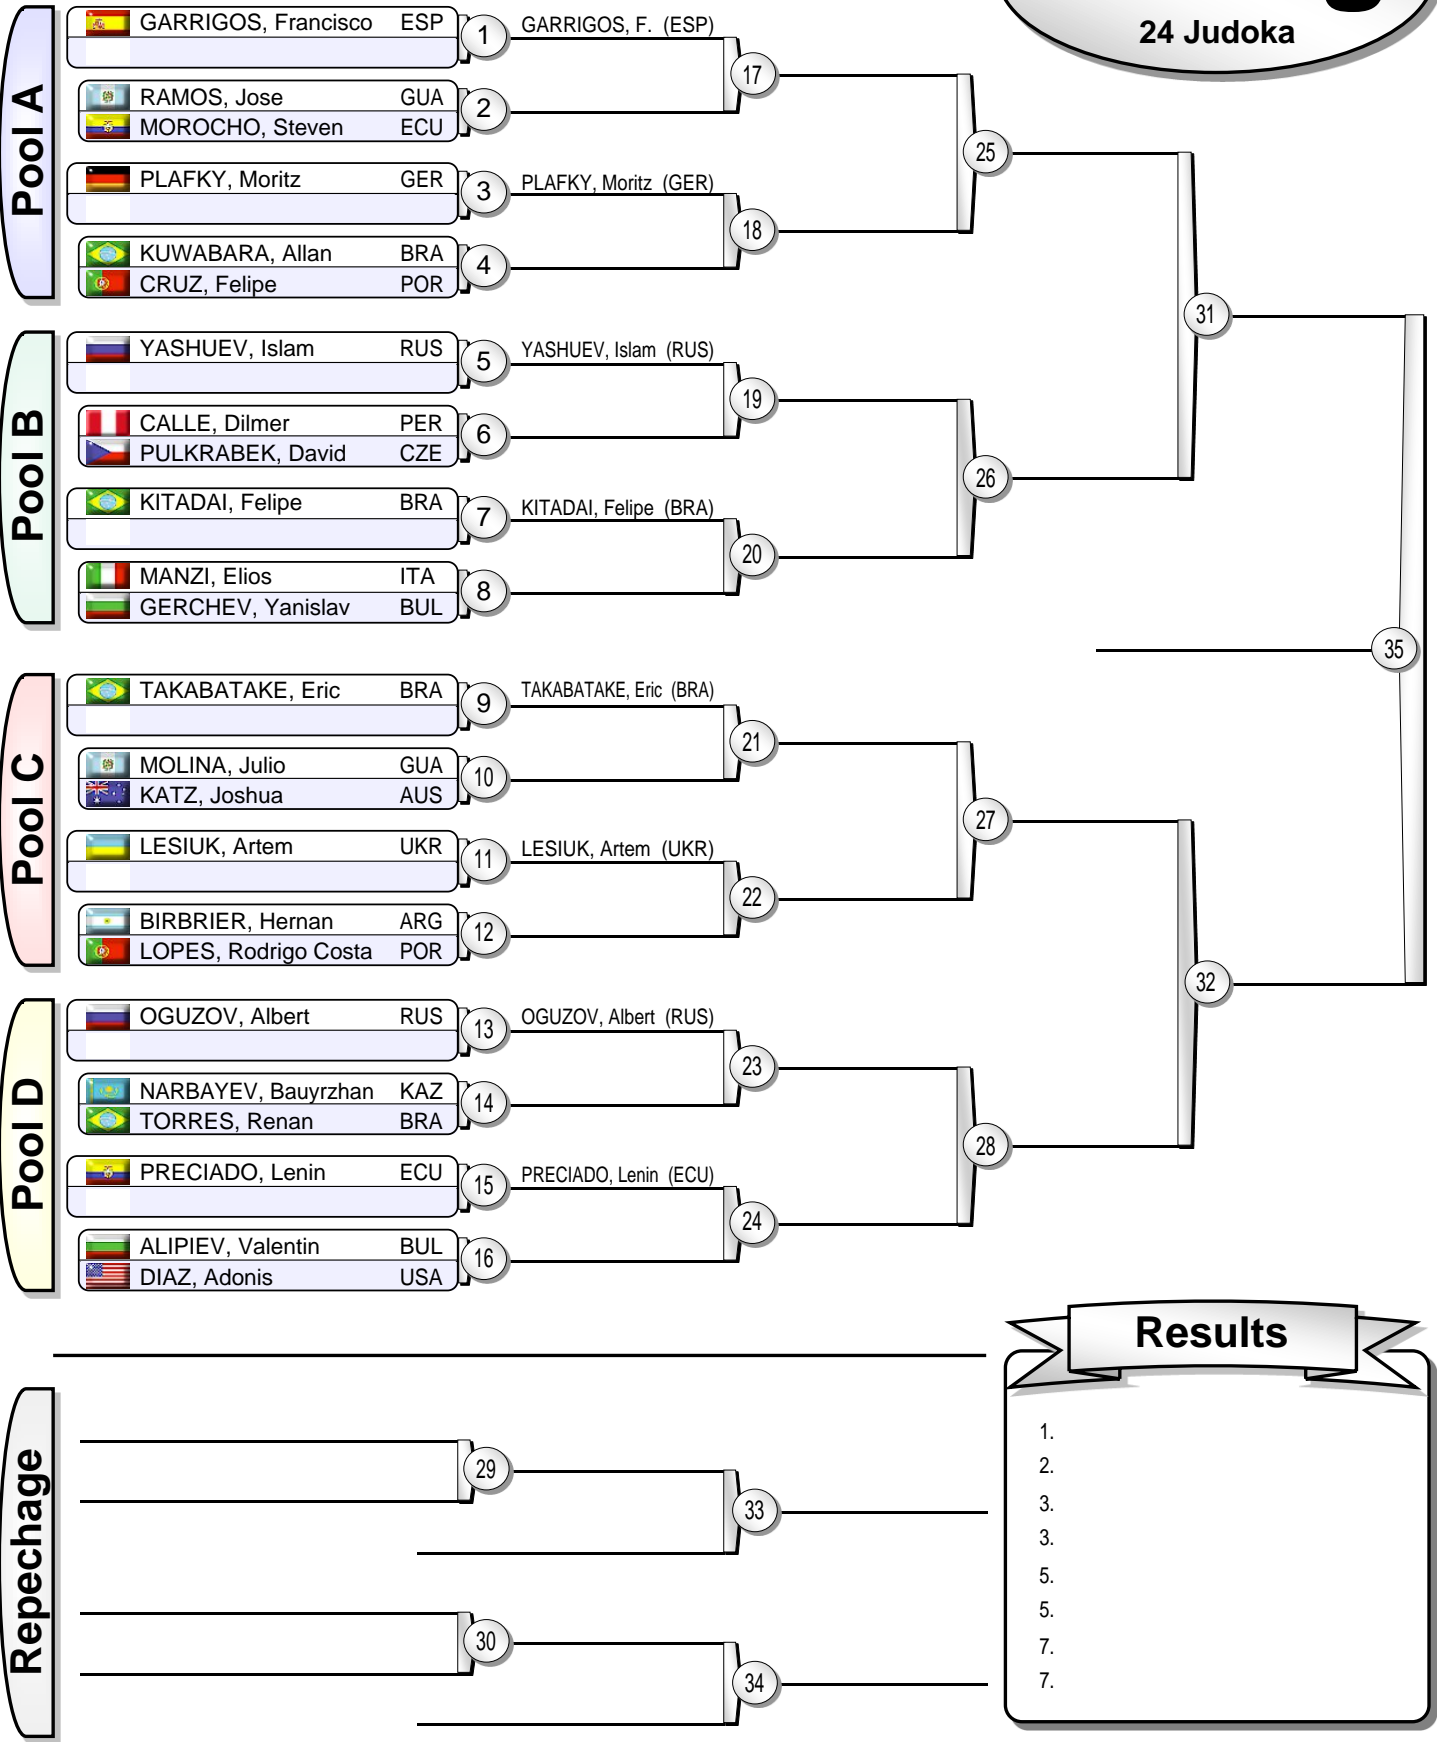 24 Judoka
Pool A
GARRIGOS, Francisco ESP
1
GARRIGOS, F. (ESP)
17
RAMOS, Jose GUA
2
MOROCHO, Steven ECU
25
PLAFKY, Moritz GER
3
PLAFKY, Moritz (GER)
18
KUWABARA, Allan BRA
4
CRUZ, Felipe POR
31
Pool B
YASHUEV, Islam RUS
5
YASHUEV, Islam (RUS)
19
CALLE, Dilmer PER
6
PULKRABEK, David CZE
26
KITADAI, Felipe BRA
7
KITADAI, Felipe (BRA)
20
MANZI, Elios ITA
8
GERCHEV, Yanislav BUL
35
Pool C
TAKABATAKE, Eric BRA
9
TAKABATAKE, Eric (BRA)
21
MOLINA, Julio GUA
10
KATZ, Joshua AUS
27
LESIUK, Artem UKR
11
LESIUK, Artem (UKR)
22
BIRBRIER, Hernan ARG
12
LOPES, Rodrigo Costa POR
32
Pool D
OGUZOV, Albert RUS
13
OGUZOV, Albert (RUS)
23
NARBAYEV, Bauyrzhan KAZ
14
TORRES, Renan BRA
28
PRECIADO, Lenin ECU
15
PRECIADO, Lenin (ECU)
24
ALIPIEV, Valentin BUL
16
DIAZ, Adonis USA
Repechage
29
33
30
34
Results
1.
2.
3.
3.
5.
5.
7.
7.